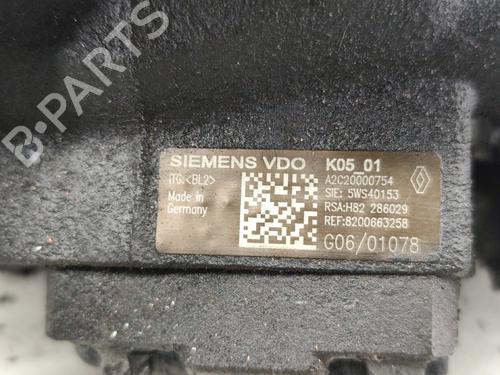 B-PARTS
SIEMENS VDO K05_01
ITG:<BL2> A2C20000754
Made in Germany SIE: 5WS40153
RSA:H82 286029
REF:8200663258
G06/01078